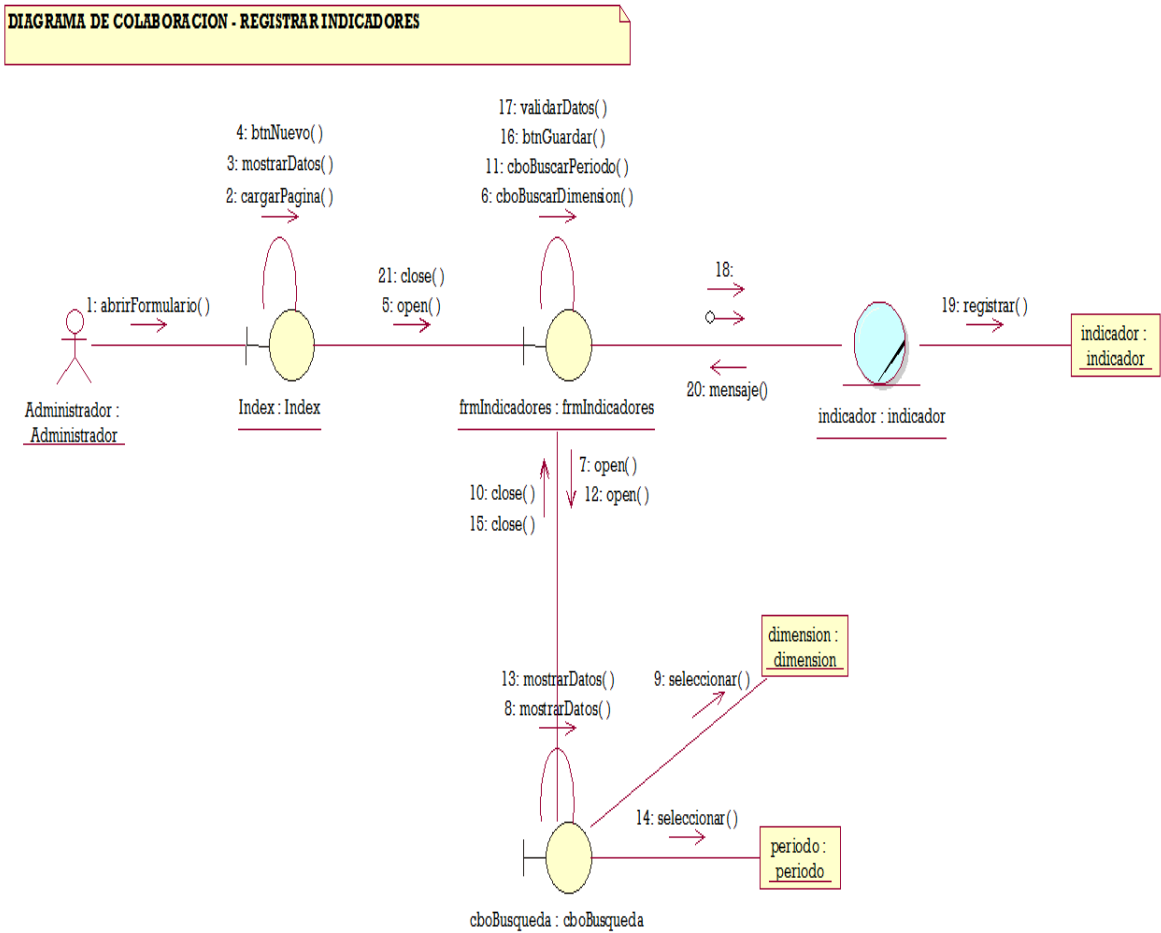 DIAGRAMA DE COLABORACION - REGISTRAR INDICADORES
17: validarDatos( )
4: btnNuevo( )
16: btnGuardar( )
3: mostrarDatos( )
11: cboBuscarPeriodo( )
2: cargarPagina( )
6: cboBuscarDimension( )
18:
21: close( )
1: abrirFormulario( )
5: open( )
19: registrar( )
indicador :
indicador
20: mensaje()
Administrador :
Administrador
Index : Index
frmIndicadores : frmIndicadores
indicador : indicador
7: open( )
10: close( )
12: open( )
15: close( )
dimension :
dimension
13: mostrarDatos( )
9: seleccionar( )
8: mostrarDatos( )
14: seleccionar( )
periodo :
periodo
cboBusqueda : cboBusqueda